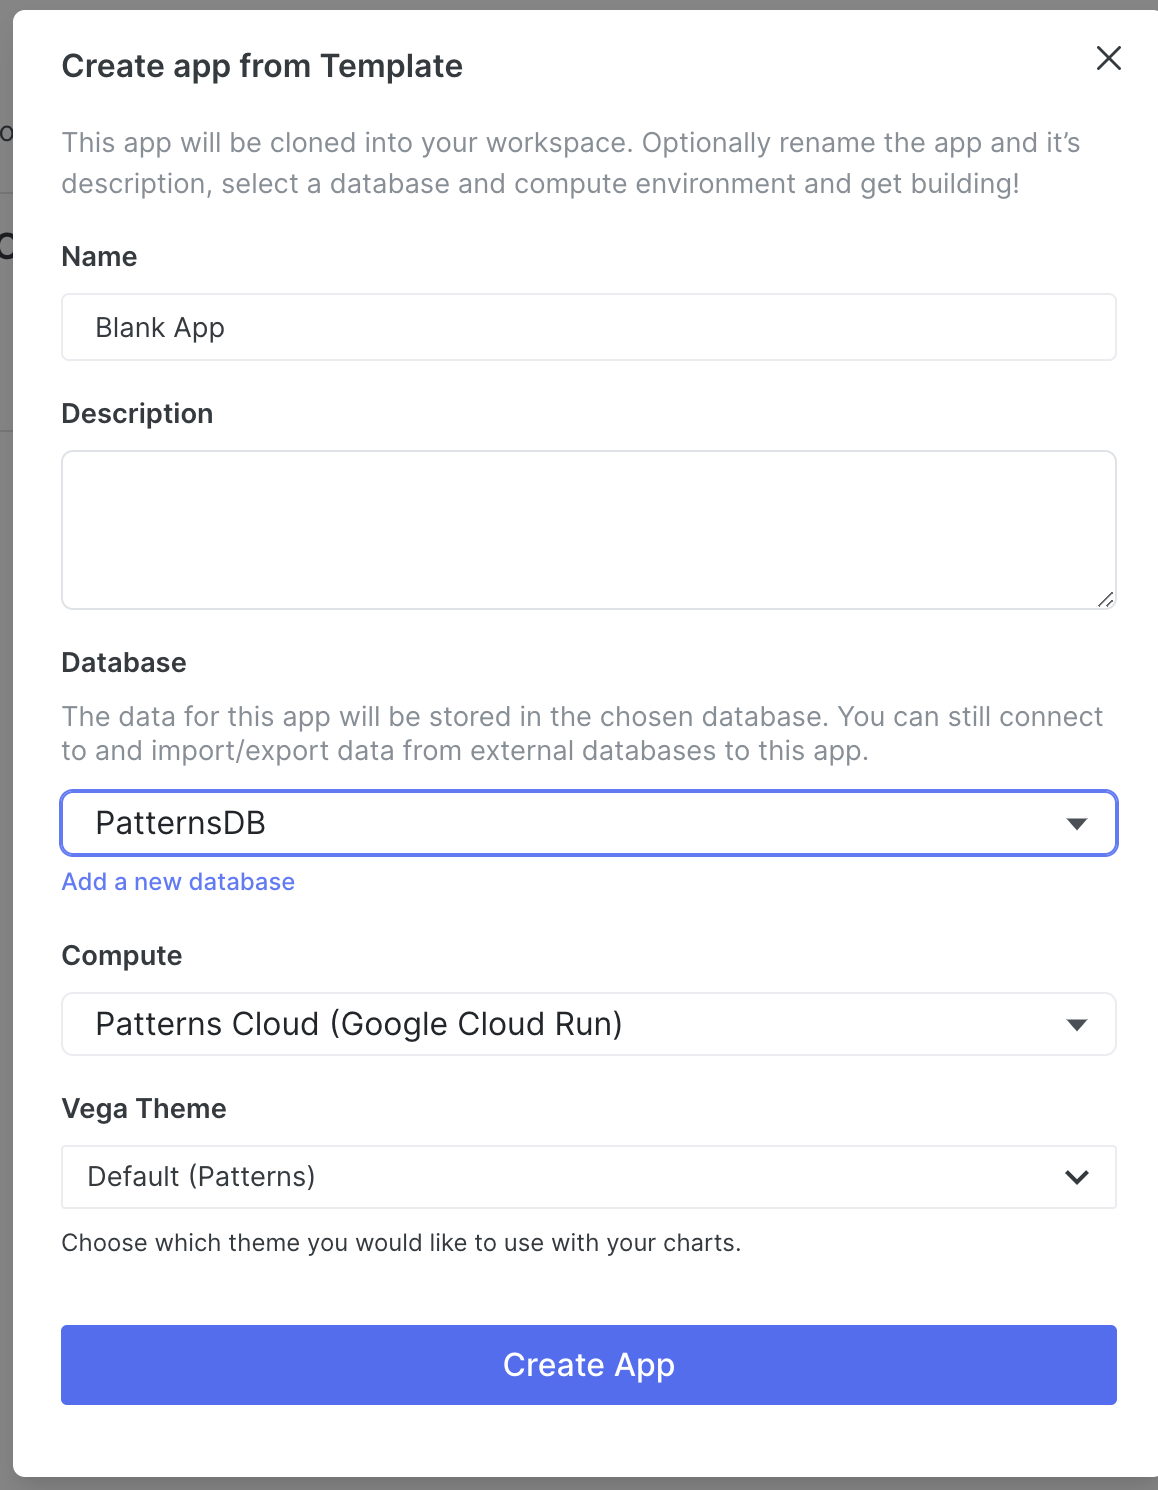 Create app from Template
This app will be cloned into your workspace. Optionally rename the app and it’s
description, select a database and compute environment and get building!
Name
Blank App
Description
Database
The data for this app will be stored in the chosen database. You can still connect
to and import/export data from external databases to this app.
PatternsDB
Add a new database
Compute
Patterns Cloud (Google Cloud Run)
Vega Theme
Default (Patterns)
Choose which theme you would like to use with your charts.
Create App